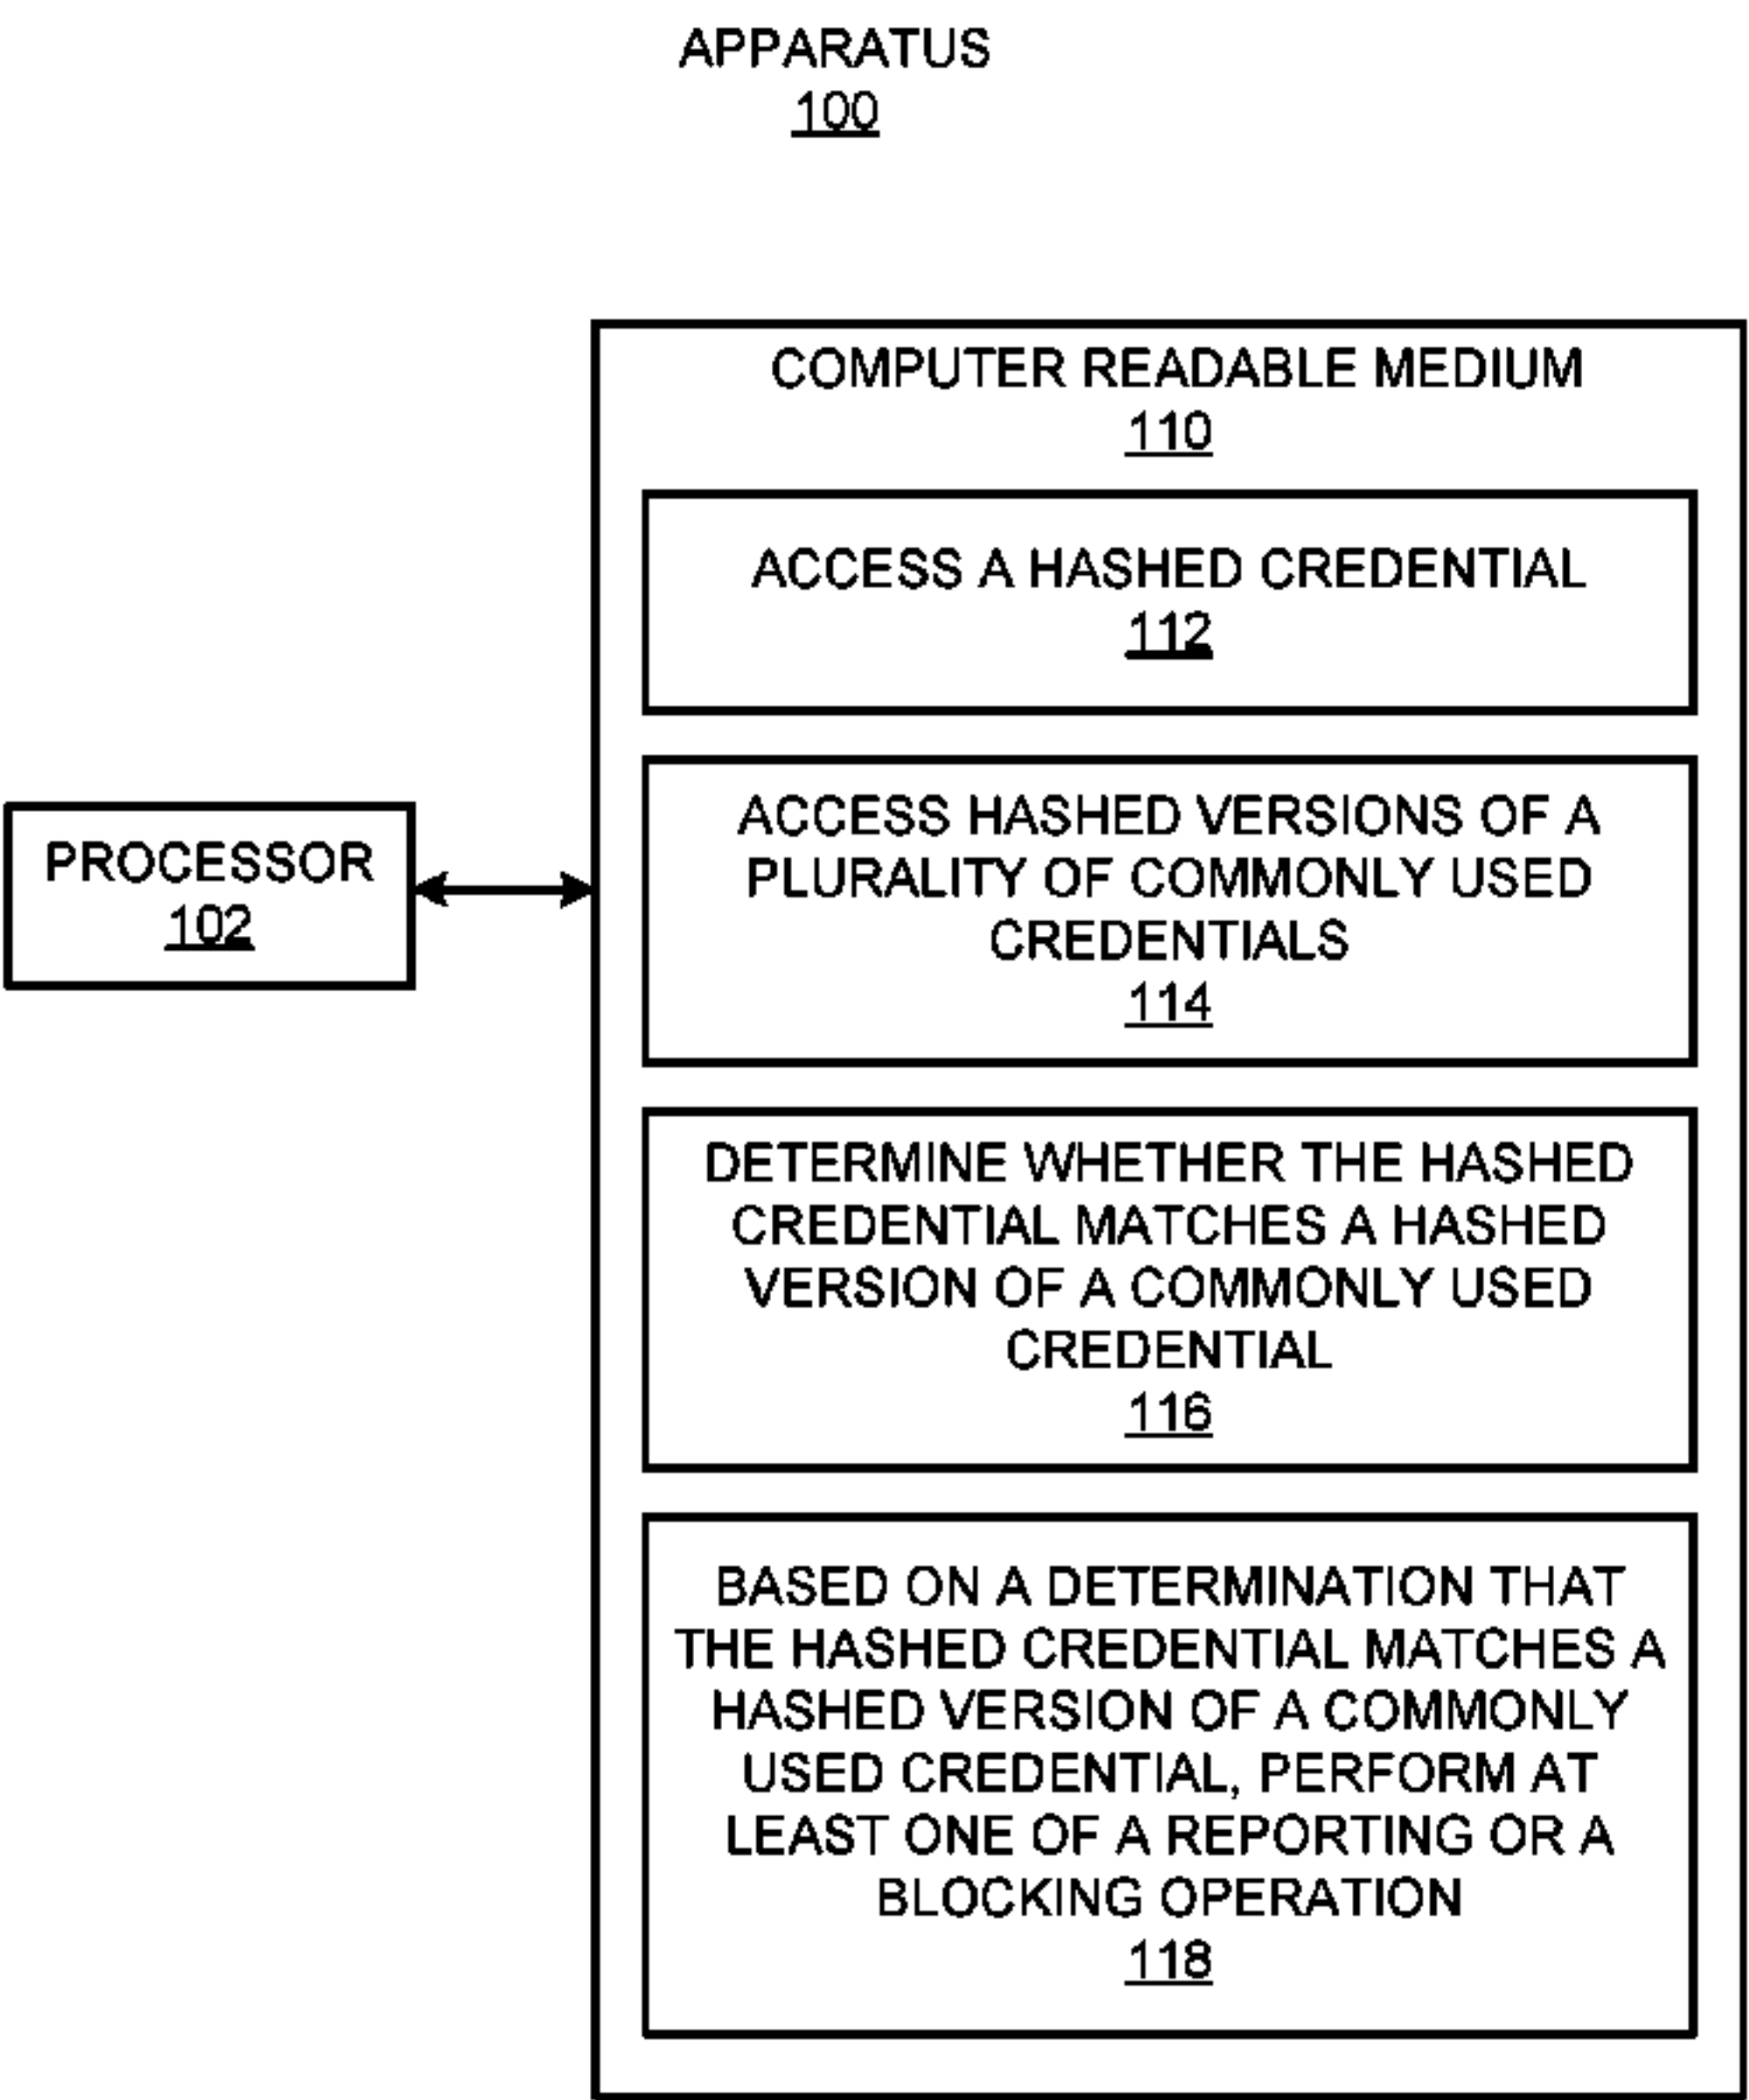 APPARATUS
100
COMPUTER READABLE MEDIUM
110
ACCESS A HASHED CREDENTIAL
112
PROCESSOR
102
ACCESS HASHED VERSIONS OF A
PLURALITY OF COMMONLY USED
CREDENTIALS
114
DETERMINE WHETHER THE HASHED
CREDENTIAL MATCHES A HASHED
VERSION OF A COMMONLY USED
CREDENTIAL
116
BASED ON A DETERMINATION THAT
THE HASHED CREDENTIAL MATCHES A
HASHED VERSION OF A COMMONLY
USED CREDENTIAL, PERFORM AT
LEAST ONE OF A REPORTING OR A
BLOCKING OPERATION
118